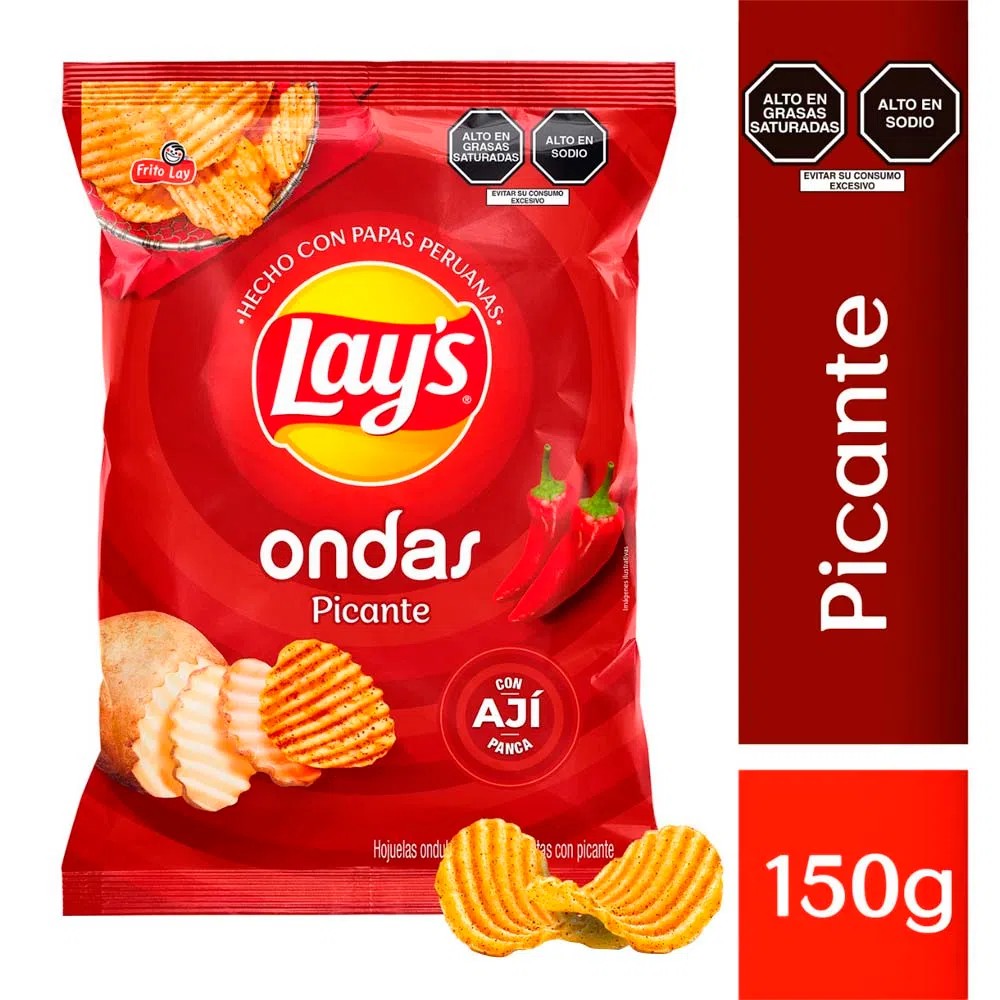 Frito Lay
ALTO EN
GRASAS
SATURADAS
ALTO EN
SODIO
EVITAR SU CONSUMO
EXCESIVO
•HECHO CON PAPAS PERUANAS•
Lay's®
ondas
Picante
Imágenes ilustrativas
CON
AJÍ
PANCA
Hojuelas con picante
ALTO EN
GRASAS
SATURADAS
ALTO EN
SODIO
EVITAR SU CONSUMO
EXCESIVO
Picante
150g